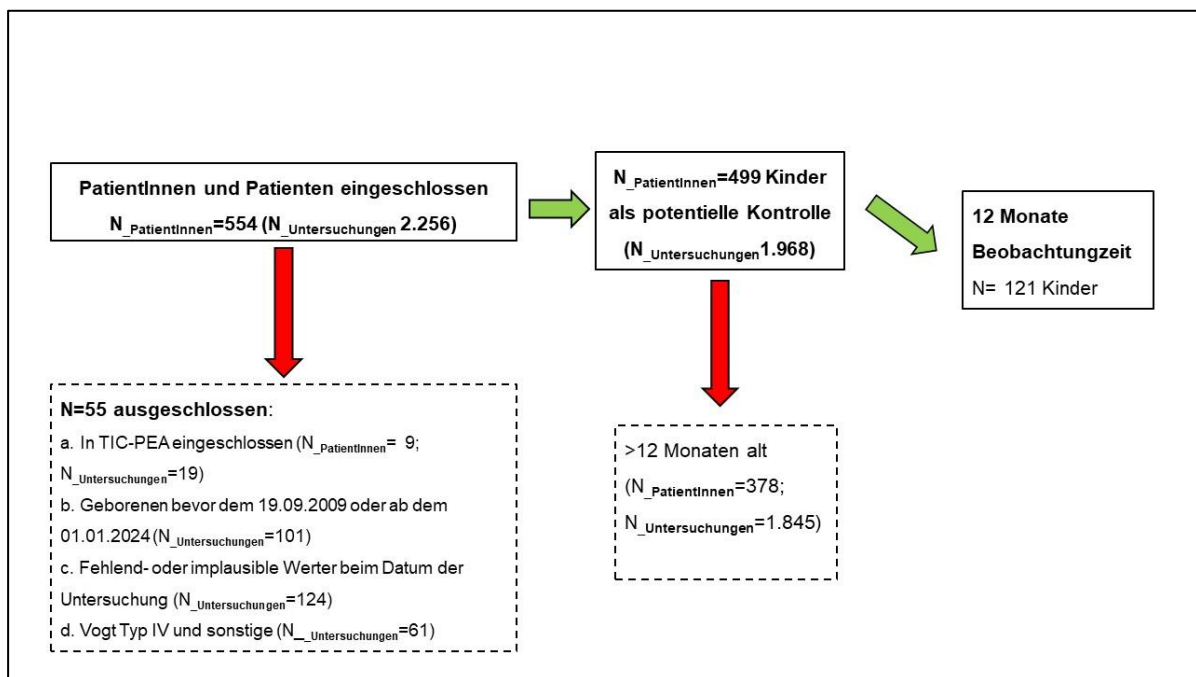 PatientInnen und Patienten eingeschlossen
N_PatientInnen=554 (N_Untersuchungen 2.256)
N_PatientInnen=499 Kinder
als potentielle Kontrolle
(N_Untersuchungen1.968)
12 Monate
Beobachtungzeit
N= 121 Kinder
N=55 ausgeschlossen:
a. In TIC-PEA eingeschlossen (N_PatientInnen= 9;
N_Untersuchungen=19)
b. Geborenen bevor dem 19.09.2009 oder ab dem
01.01.2024 (N_Untersuchungen=101)
c. Fehlend- oder implausible Werter beim Datum der
Untersuchung (N_Untersuchungen=124)
d. Vogt Typ IV und sonstige (N__Untersuchungen=61)
>12 Monaten alt
(N_PatientInnen=378;
N_Untersuchungen=1.845)